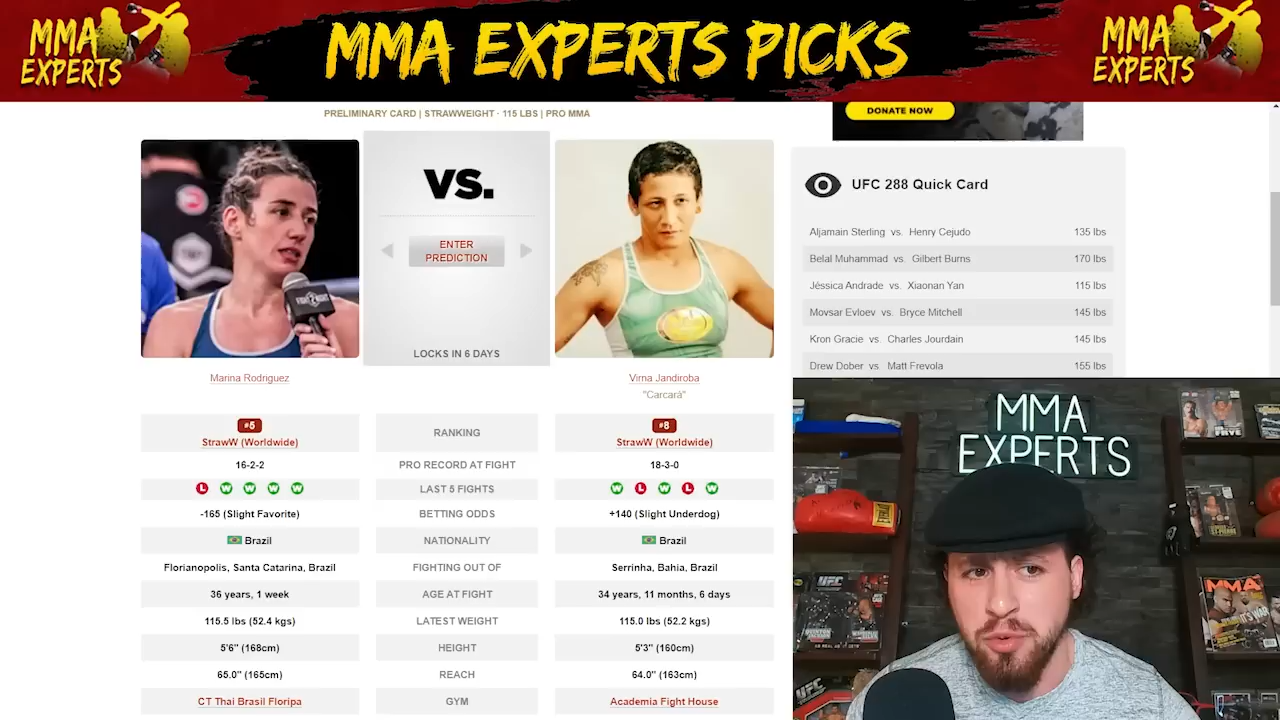 MMA EXPERTS
MMA EXPERTS PICKS
MMA EXPERTS
PRELIMINARY CARD | STRAWWEIGHT · 115 LBS | PRO MMA
DONATE NOW
VS.
ENTER PREDICTION
LOCKS IN 6 DAYS
Marina Rodriguez
Virna Jandiroba
"Carcará"
#5 RANKING #8
StrawW (Worldwide) StrawW (Worldwide)
16-2-2 PRO RECORD AT FIGHT 18-3-0
L W W W W LAST 5 FIGHTS W L W L W
-165 (Slight Favorite) BETTING ODDS +140 (Slight Underdog)
Brazil NATIONALITY Brazil
Florianopolis, Santa Catarina, Brazil FIGHTING OUT OF Serrinha, Bahia, Brazil
36 years, 1 week AGE AT FIGHT 34 years, 11 months, 6 days
115.5 lbs (52.4 kgs) LATEST WEIGHT 115.0 lbs (52.2 kgs)
5'6" (168cm) HEIGHT 5'3" (160cm)
65.0" (165cm) REACH 64.0" (163cm)
CT Thai Brasil Floripa GYM Academia Fight House
UFC 288 Quick Card
Aljamain Sterling vs. Henry Cejudo 135 lbs
Belal Muhammad vs. Gilbert Burns 170 lbs
Jéssica Andrade vs. Xiaonan Yan 115 lbs
Movsar Evloev vs. Bryce Mitchell 145 lbs
Kron Gracie vs. Charles Jourdain 145 lbs
Drew Dober vs. Matt Frevola 155 lbs
MMA
EXPERTS
FRYE
UFC
MMA
UFC